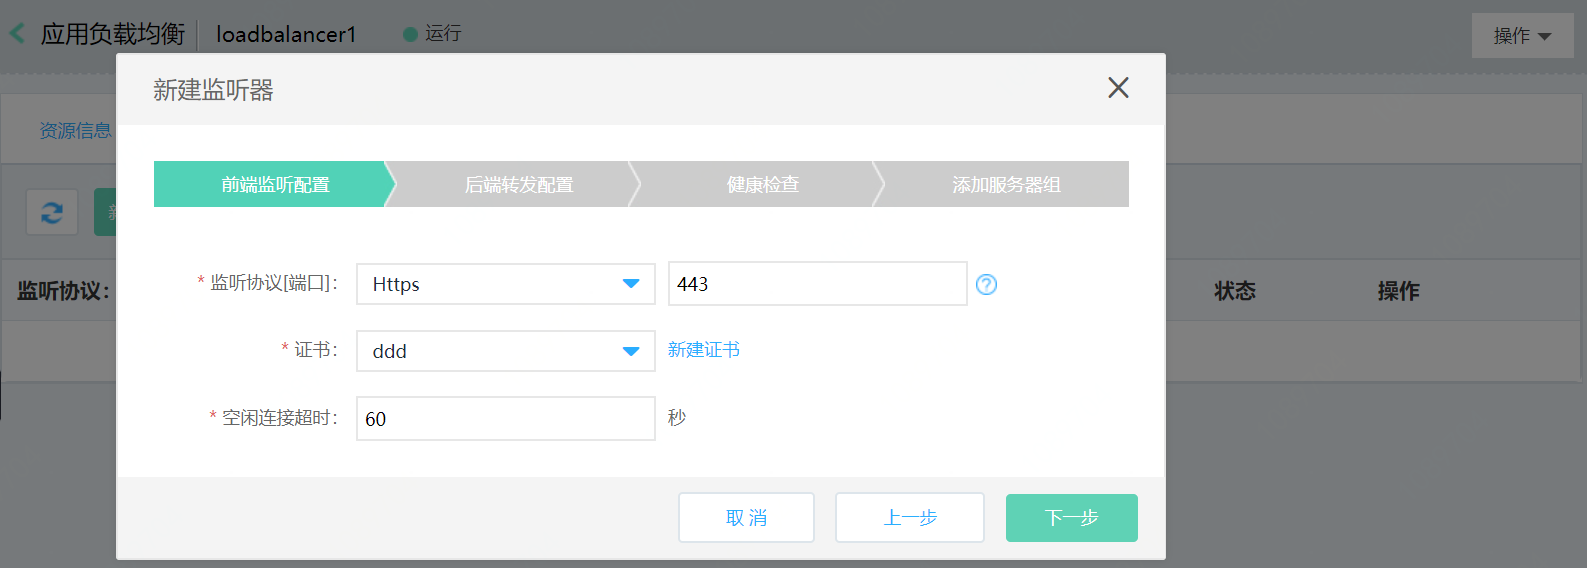 应用负载均衡 loadbalancer1 运行 操作
新建监听器
资源信息
前端监听配置 后端转发配置 健康检查 添加服务器组
* 监听协议[端口]: Https 443 ?
监听协议: 状态 操作
* 证书: ddd 新建证书
* 空闲连接超时: 60 秒
取 消 上一步 下一步